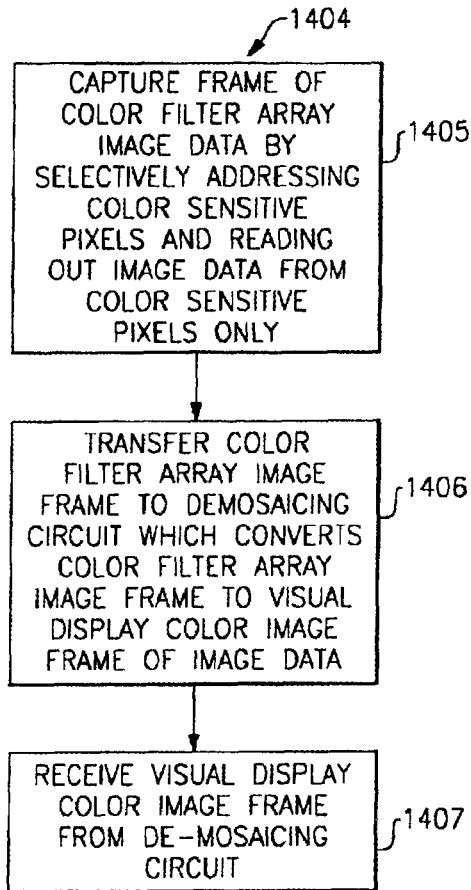 1404
CAPTURE FRAME OF
COLOR FILTER ARRAY
IMAGE DATA BY
SELECTIVELY ADDRESSING
COLOR SENSITIVE
PIXELS AND READING
OUT IMAGE DATA FROM
COLOR SENSITIVE
PIXELS ONLY
1405
TRANSFER COLOR
FILTER ARRAY IMAGE
FRAME TO DEMOSAICING
CIRCUIT WHICH CONVERTS
COLOR FILTER ARRAY
IMAGE FRAME TO VISUAL
DISPLAY COLOR IMAGE
FRAME OF IMAGE DATA
1406
RECEIVE VISUAL DISPLAY
COLOR IMAGE FRAME
FROM DE-MOSAICING
CIRCUIT
1407